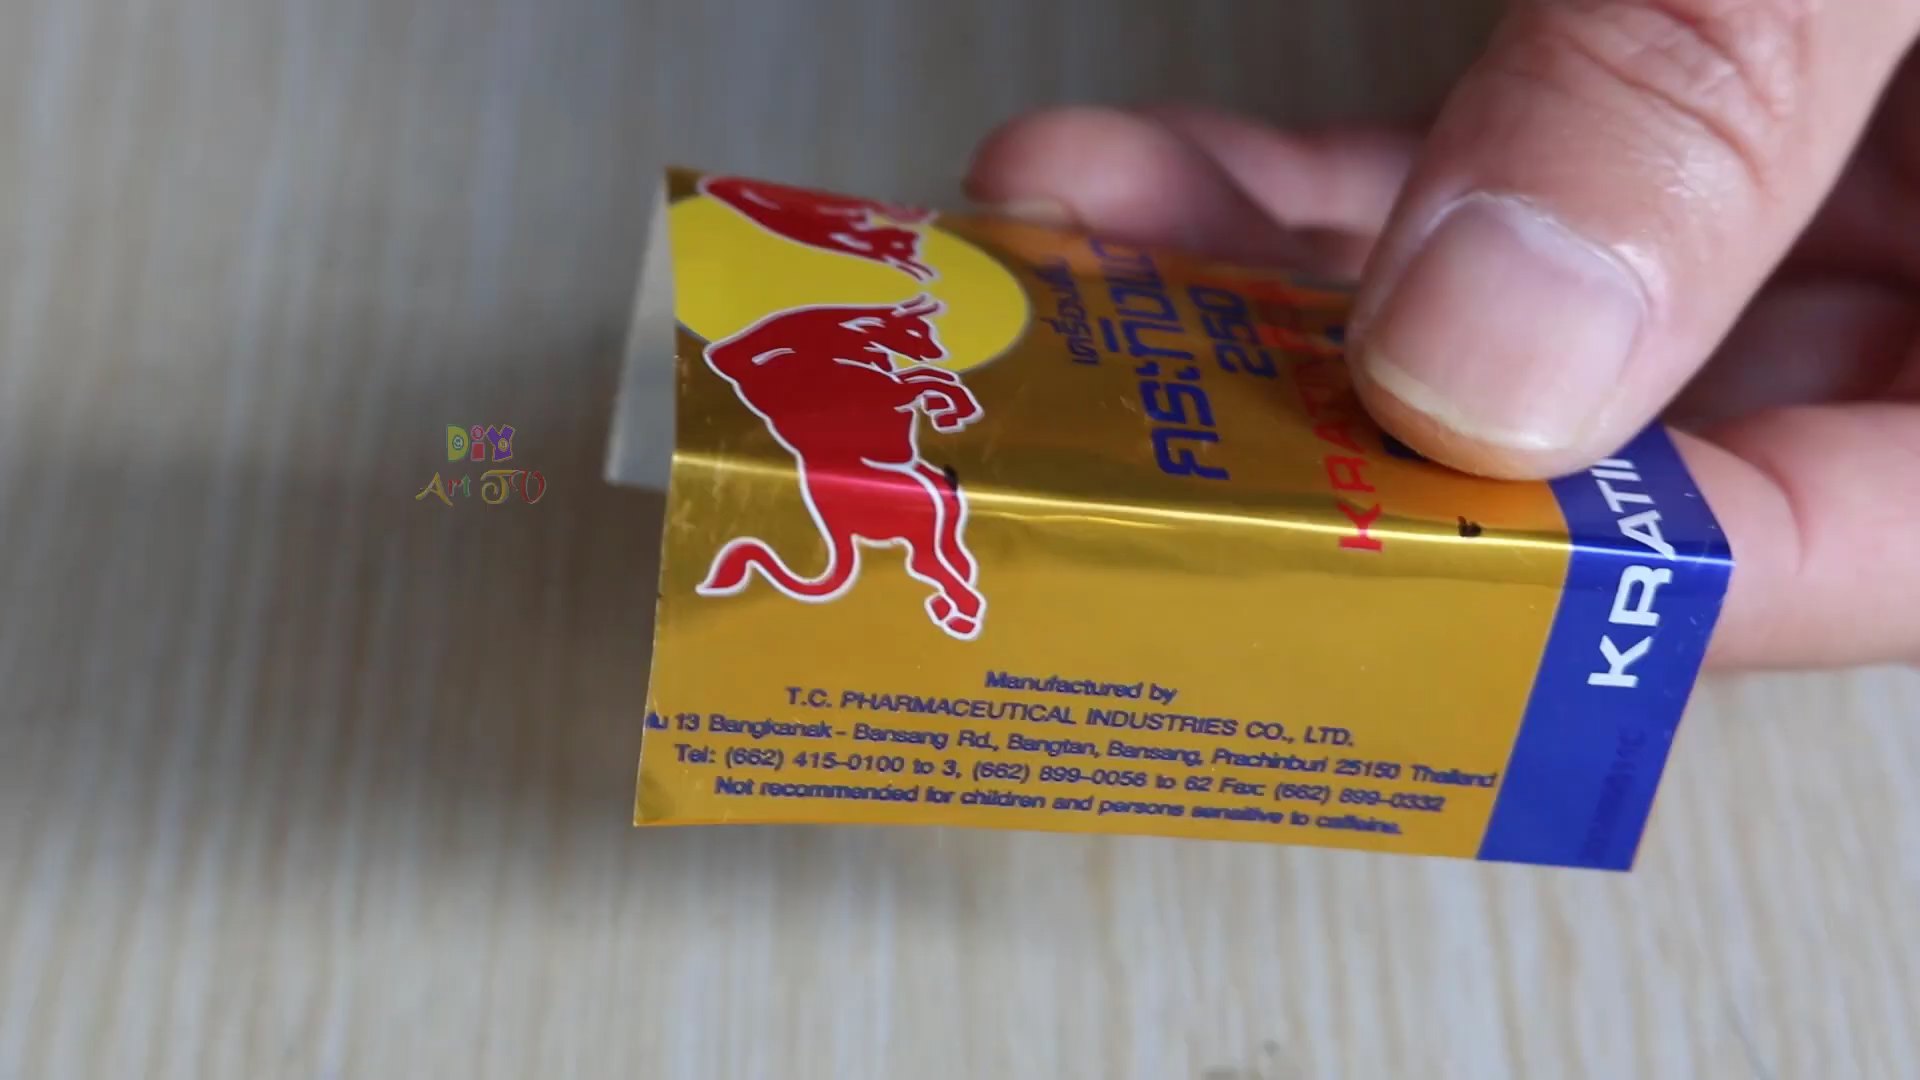 DIY
Art TV
เครื่องดื่ม
กระทิงแดง
250
KRATI
KRATIN
Manufactured by
T.C. PHARMACEUTICAL INDUSTRIES CO., LTD.
13 Bangkanak - Bansang Rd., Bangtan, Bansang, Prachinburi 25150 Thailand
Tel: (662) 415-0100 to 3, (662) 899-0056 to 62 Fax: (662) 899-0332
Not recommended for children and persons sensitive to caffeine.